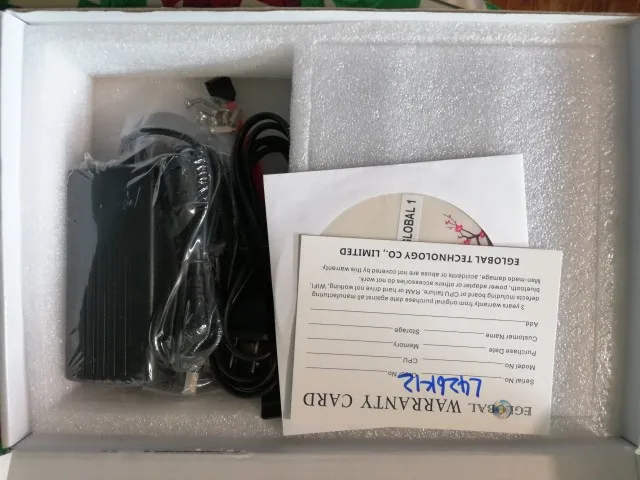 GLOBAL 1
EGLOBAL WARRANTY CARD
Serial No
L426K12
Model No CPU
Purchase Date Memory
Customer Name Storage
Add
3 years warranty from original purchase date against all manufacturing
defects including board or CPU failure, RAM or hard drive not working, WIFI,
bluetooth, power adapter or others accessories do not work.
Man-made damage, accidents or abuse are not covered by this warranty
EGLOBAL TECHNOLOGY CO., LIMITED